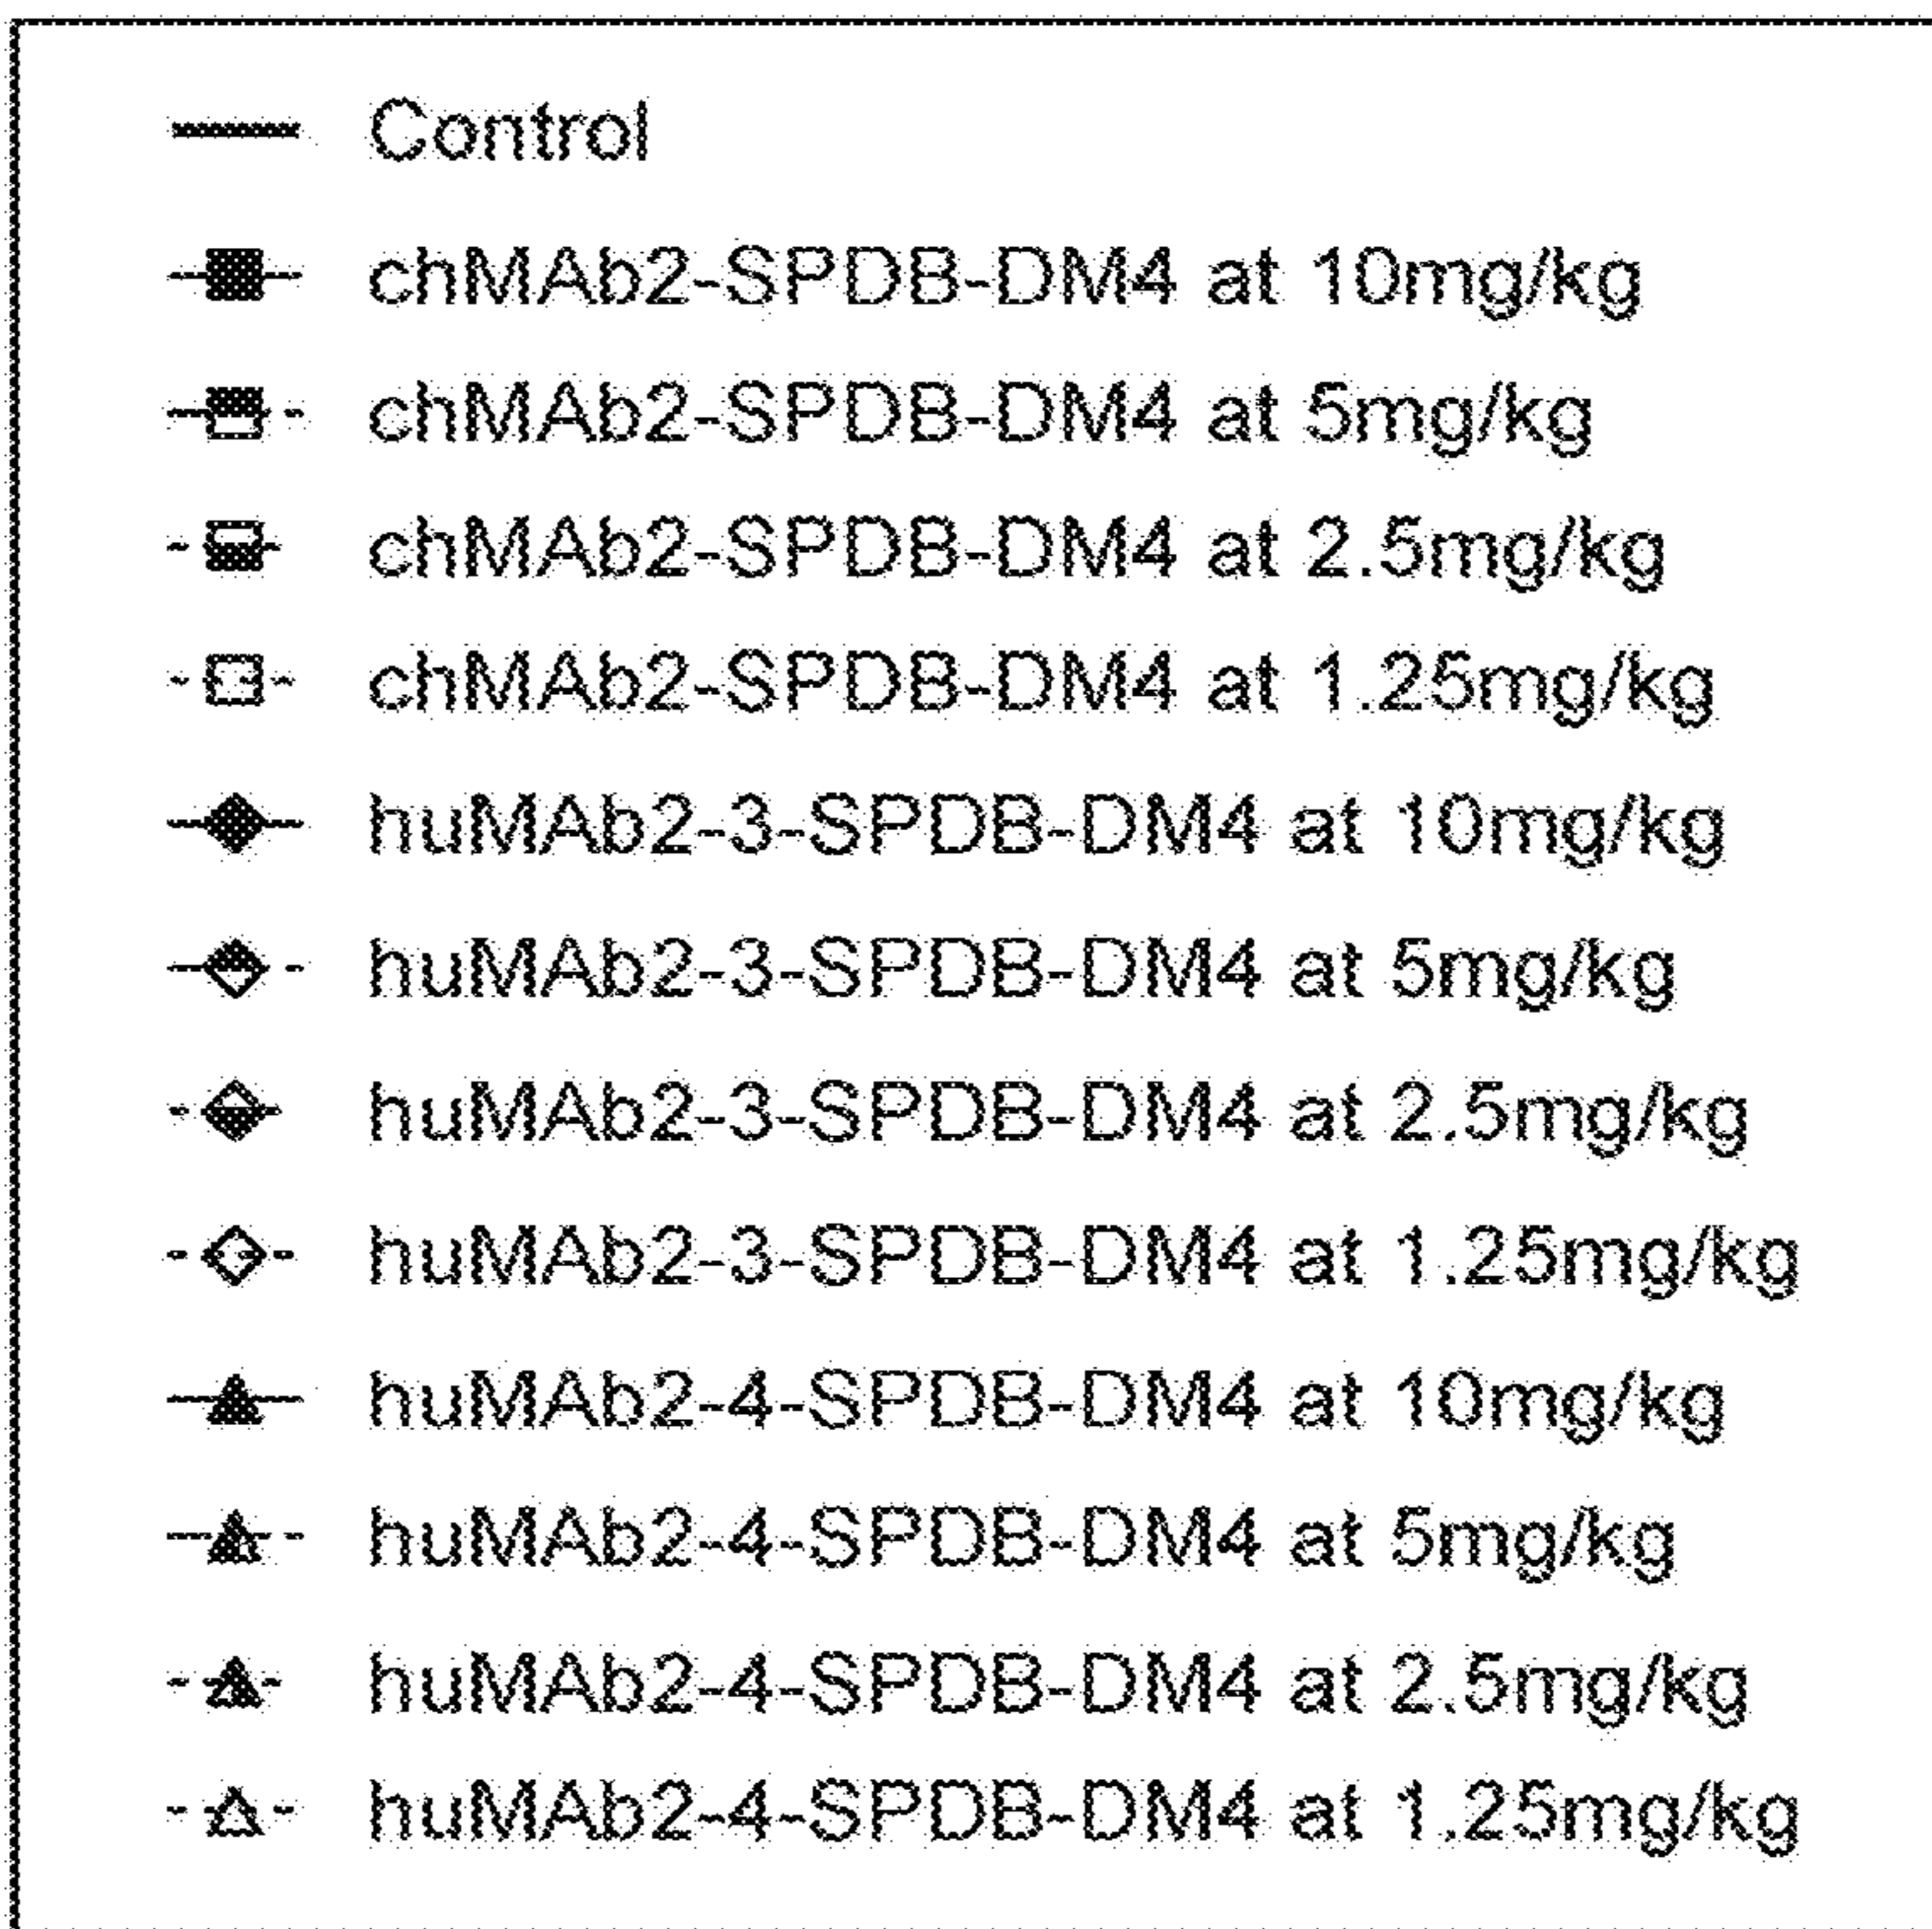 Control
chMAb2-SPDB-DM4 at 10mg/kg
chMAb2-SPDB-DM4 at 5mg/kg
chMAb2-SPDB-DM4 at 2.5mg/kg
chMAb2-SPDB-DM4 at 1.25mg/kg
huMAb2-3-SPDB-DM4 at 10mg/kg
huMAb2-3-SPDB-DM4 at 5mg/kg
huMAb2-3-SPDB-DM4 at 2.5mg/kg
huMAb2-3-SPDB-DM4 at 1.25mg/kg
huMAb2-4-SPDB-DM4 at 10mg/kg
huMAb2-4-SPDB-DM4 at 5mg/kg
huMAb2-4-SPDB-DM4 at 2.5mg/kg
huMAb2-4-SPDB-DM4 at 1.25mg/kg